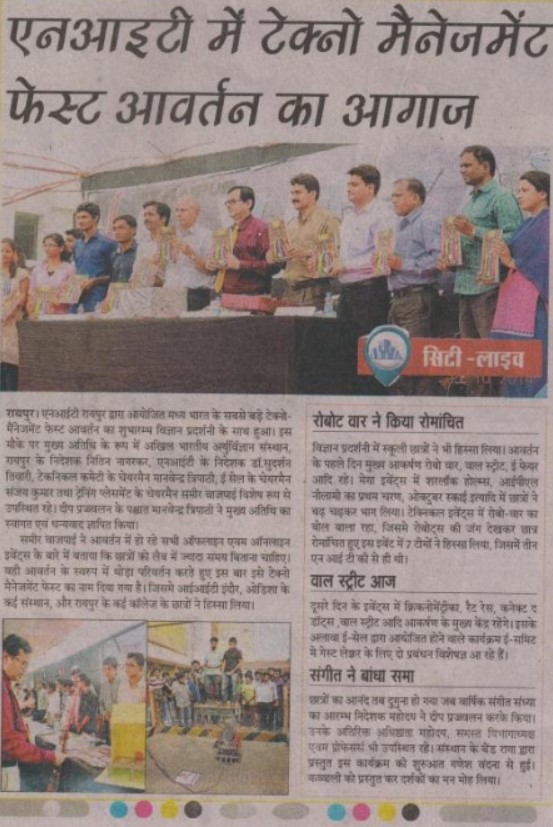 एनआइटी में टेक्नो मैनेजमेंट
फेस्ट आवर्तन का आगाज
सिटी -लाइव
रायपुर। एनआईटी रायपुर द्वारा आयोजित मध्य भारत के सबसे बड़े टेक्नो-
मैनेजमेंट फेस्ट आवर्तन का शुभारम्भ विज्ञान प्रदर्शनी के साथ हुआ। इस
मौके पर मुख्य अतिथि के रूप में अखिल भारतीय आयुर्विज्ञान संस्थान,
रायपुर के निदेशक नितिन नागरकर, एनआईटी के निदेशक डॉ.सुदर्शन
तिवारी, टेकनिकल कमेटी के चेयरमैन मानवेन्द्र त्रिपाठी, ई सेल के चेयरमैन
संजय कुमार तथा ट्रेनिंग प्लेसमेंट के चेयरमैन समीर वाजपाई विशेष रूप से
उपस्थित रहे। दीप प्रज्वलन के पश्चात मानवेन्द्र त्रिपाठी ने मुख्य अतिथि का
स्वागत एवं धन्यवाद ज्ञापित किया।
समीर वाजपाई ने आवर्तन में हो रहे सभी ऑफलाइन एवम ऑनलाइन
इवेंट्स के बारे में बताया कि छात्रों को लैब में ज्यादा समय बिताना चाहिए।
वही आवर्तन के स्वरुप में थोड़ा परिवर्तन करते हुए इस बार इसे टेक्नो
मैनेजमेंट फेस्ट का नाम दिया गया है। जिसमे आईआईटी इंदौर, ओडिशा के
कई संस्थान, और रायपुर के कई कॉलेज के छात्रों ने हिस्सा लिया।
रोबोट वार ने किया रोमांचित
विज्ञान प्रदर्शनी में स्कूली छात्रों ने भी हिस्सा लिया। आवर्तन
के पहले दिन मुख्य आकर्षण रोबो वार, वाल स्ट्रीट, ई फेयर
आदि रहे। मेगा इवेंट्स में शरलॉक होल्म्स, आईपीएल
नीलामी का प्रथम चरण, ओक्टूबर स्काई इत्यादि में छात्रों ने
बढ़ चढ़कर भाग लिया। टेक्निकल इवेंट्स में रोबो-वार का
बोल वाला रहा, जिसमे रोबोट्स की जंग देखकर छात्र
रोमांचित हुए.इस इवेंट में 7 टीमों ने हिस्सा लिया, जिसमें तीन
एन आई टी की से ही थी।
वाल स्ट्रीट आज
दूसरे दिन के इवेंट्स में क्रिकनोमेंट्रीका, रैट रेस, कनेक्ट द
डॉट्स ,वाल स्ट्रीट आदि आकर्षण के मुख्य केंद्र रहेंगे। इसके
अलावा ई-सेल द्वारा आयोजित होने वाले कार्यक्रम ई-समिट
में गेस्ट लेक्चर के लिए दो प्रबंधन विशेषज्ञ आ रहे हैं।
संगीत ने बांधा समा
छात्रों का आनंद तब दुगुना हो गया जब वार्षिक संगीत संध्या
का आरम्भ निदेशक महोदय ने दीप प्रज्वलन करके किया।
उनके अतिरिक्त अधिष्ठाता महोदय, समस्त विभागाध्यक्ष
एवम प्रोफेसर्स भी उपस्थित रहे। संस्थान के बेंड रागा द्वारा
प्रस्तुत इस कार्यक्रम की शुरुआत गणेश वंदना से हुई।
कव्वाली को प्रस्तुत कर दर्शकों का मन मोह लिया।